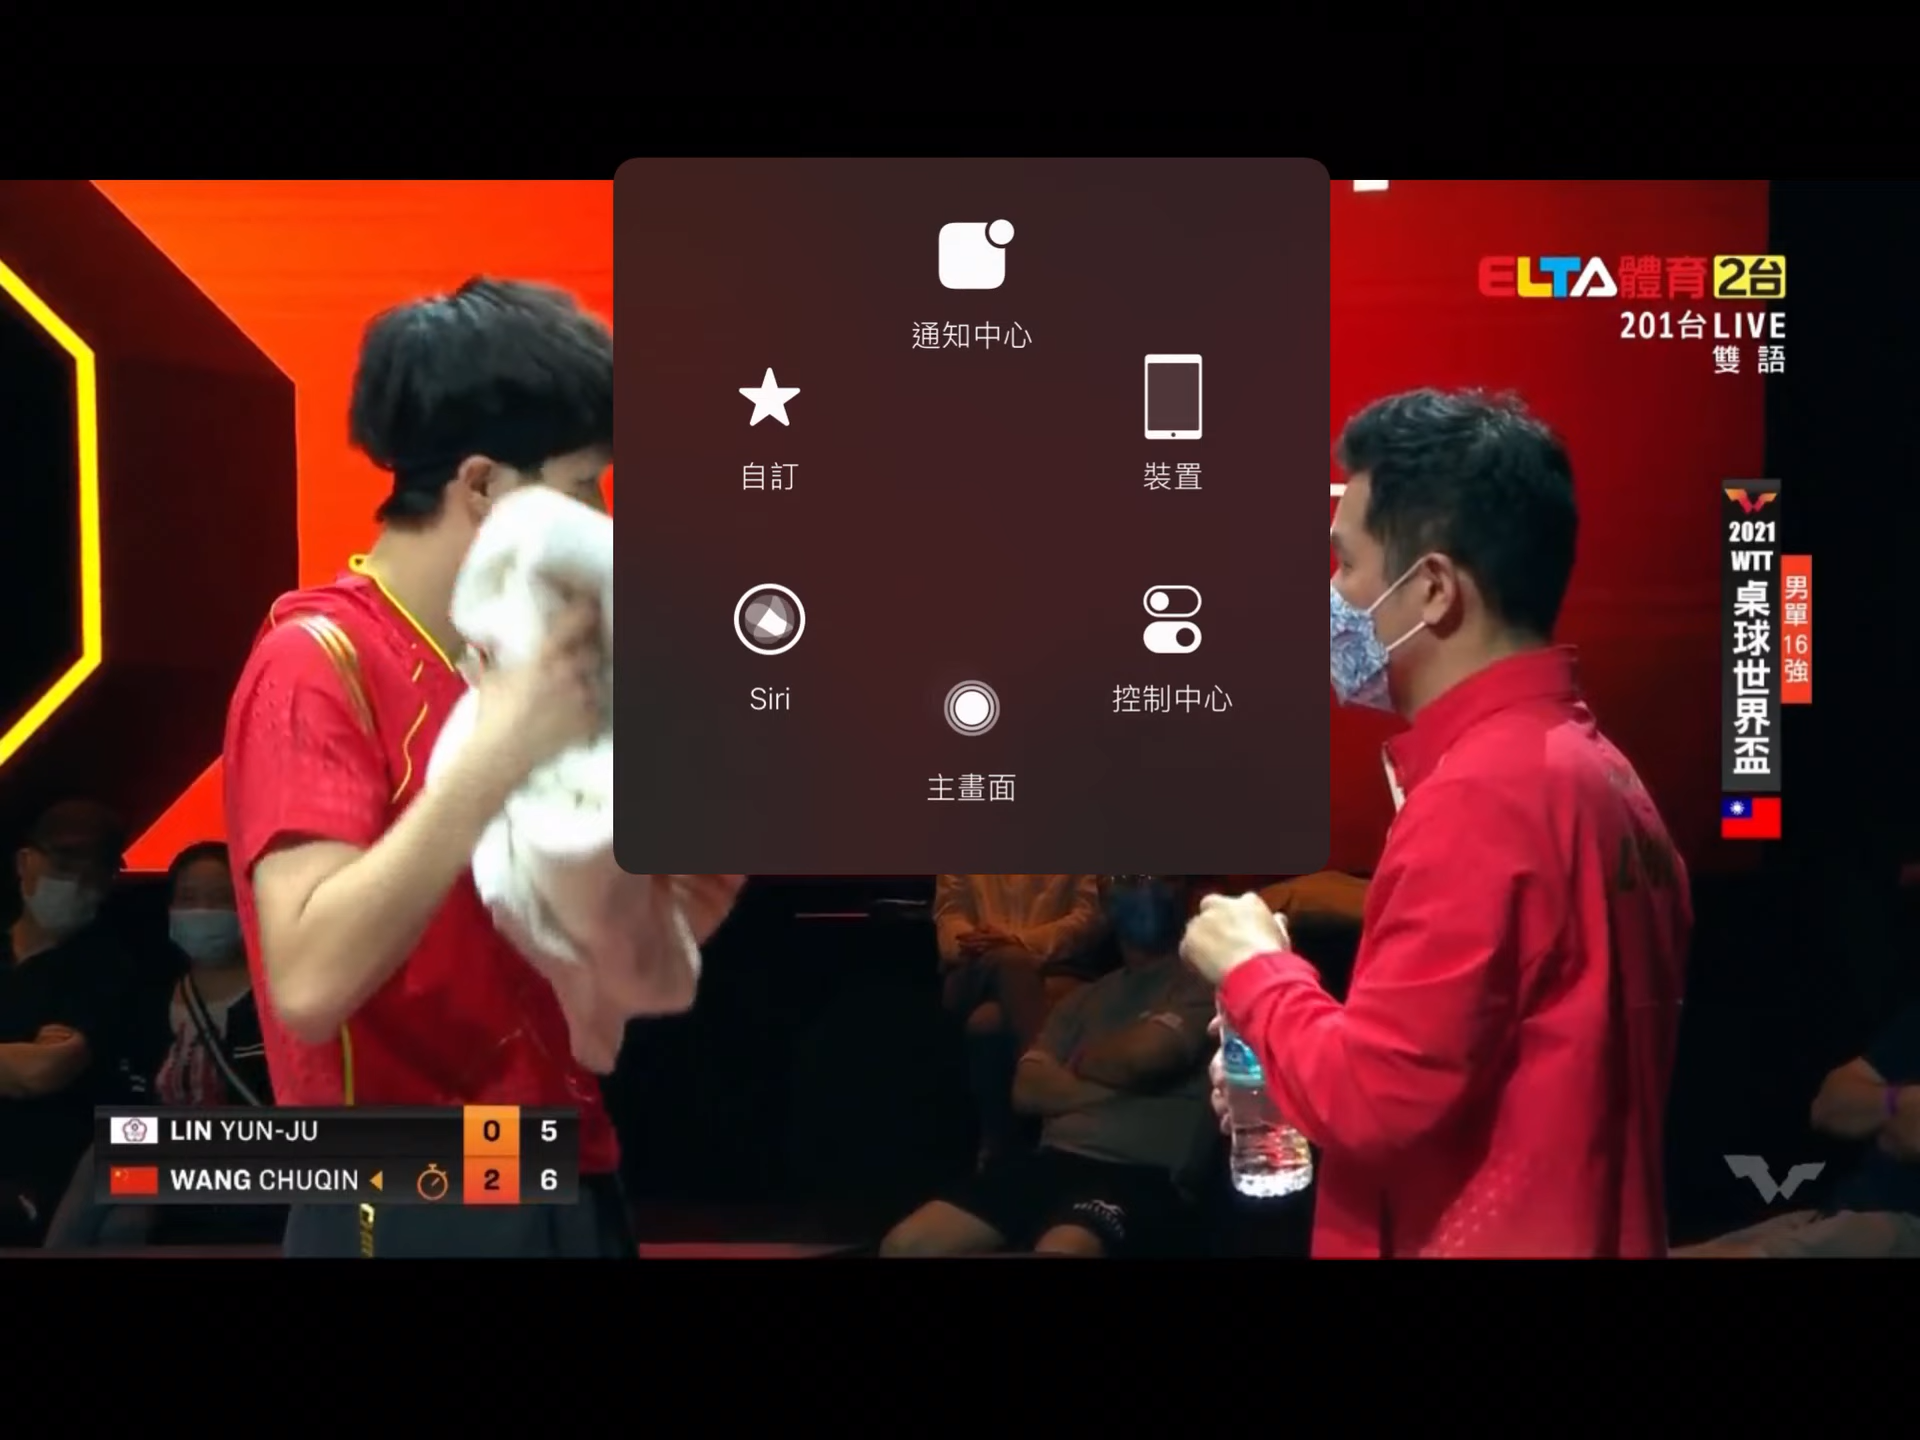 通知中心
自訂
裝置
Siri
控制中心
主畫面
ELTA體育2台
201台LIVE
雙語
2021
WTT
桌球世界盃
男單16強
LIN YUN-JU 0 5
WANG CHUQIN 2 6